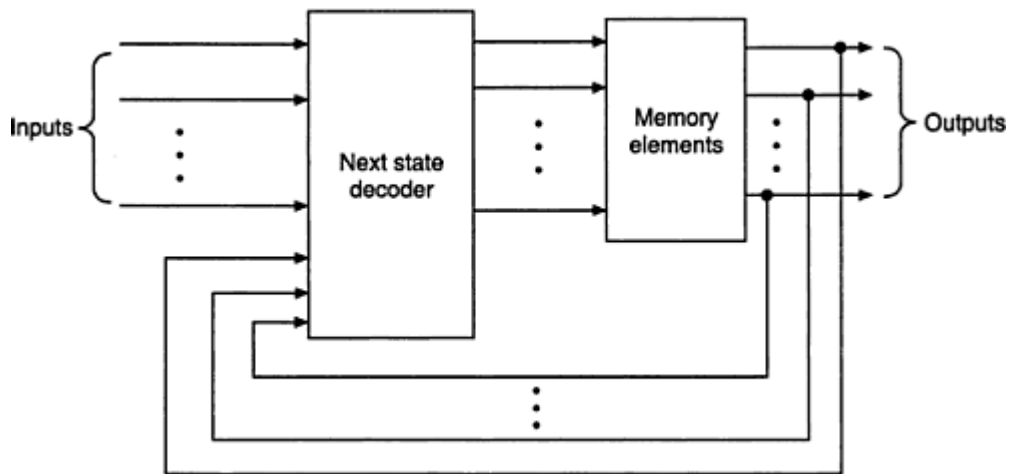 Inputs
Next state
decoder
Memory
elements
Outputs